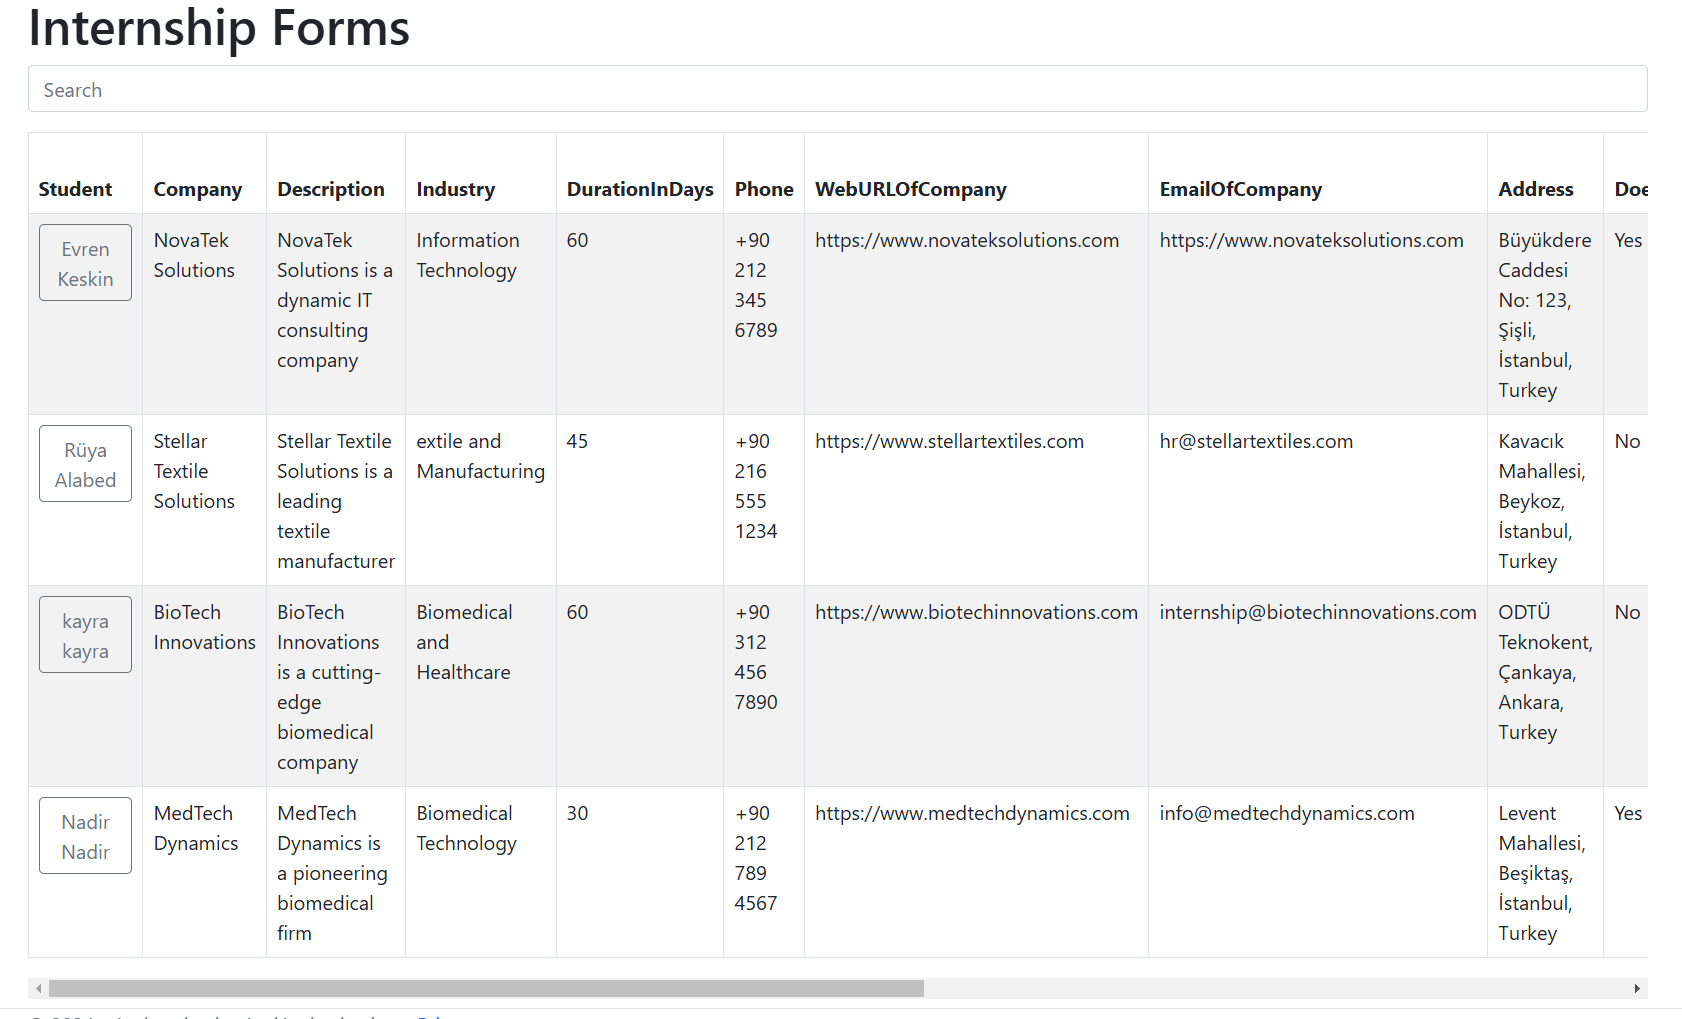 Internship Forms
Search
Student Company Description Industry DurationInDays Phone WebURLOfCompany EmailOfCompany Address Doe
Evren
Keskin
NovaTek
Solutions
NovaTek
Solutions is a
dynamic IT
consulting
company
Information
Technology
60
+90
212
345
6789
https://www.novateksolutions.com
https://www.novateksolutions.com
Büyükdere
Caddesi
No: 123,
Şişli,
İstanbul,
Turkey
Yes
Rüya
Alabed
Stellar
Textile
Solutions
Stellar Textile
Solutions is a
leading
textile
manufacturer
extile and
Manufacturing
45
+90
216
555
1234
https://www.stellartextiles.com
hr@stellartextiles.com
Kavacık
Mahallesi,
Beykoz,
İstanbul,
Turkey
No
kayra
kayra
BioTech
Innovations
BioTech
Innovations
is a cutting-
edge
biomedical
company
Biomedical
and
Healthcare
60
+90
312
456
7890
https://www.biotechinnovations.com
internship@biotechinnovations.com
ODTÜ
Teknokent,
Çankaya,
Ankara,
Turkey
No
Nadir
Nadir
MedTech
Dynamics
MedTech
Dynamics is
a pioneering
biomedical
firm
Biomedical
Technology
30
+90
212
789
4567
https://www.medtechdynamics.com
info@medtechdynamics.com
Levent
Mahallesi,
Beşiktaş,
İstanbul,
Turkey
Yes